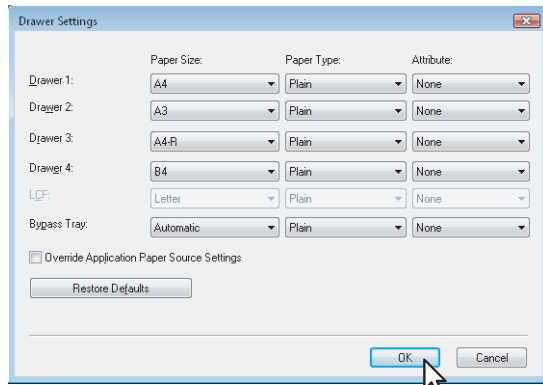 Drawer Settings
Paper Size: Paper Type: Attribute:
Drawer 1: A4 Plain None
Drawer 2: A3 Plain None
Drawer 3: A4-R Plain None
Drawer 4: B4 Plain None
LCF: Letter Plain None
Bypass Tray: Automatic Plain None
Override Application Paper Source Settings
Restore Defaults
OK Cancel